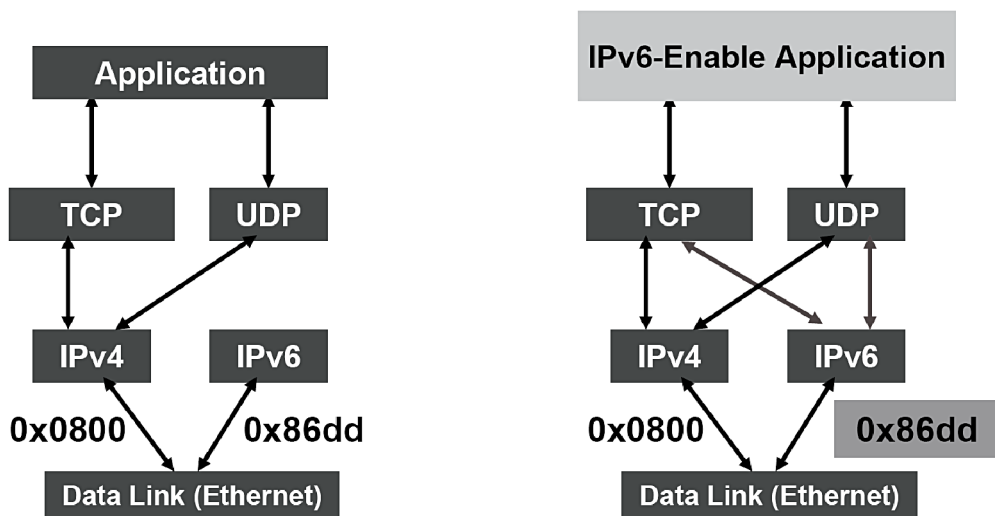 Application
TCP
UDP
IPv4
IPv6
0x0800
0x86dd
Data Link (Ethernet)
IPv6-Enable Application
TCP
UDP
IPv4
IPv6
0x0800
0x86dd
Data Link (Ethernet)